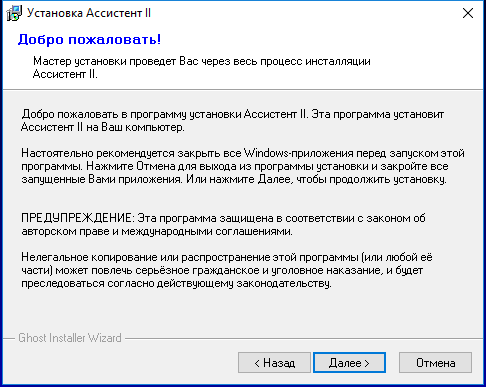 Установка Ассистент II
Добро пожаловать!
Мастер установки проведет Вас через весь процесс инсталляции
Ассистент II.
Добро пожаловать в программу установки Ассистент II. Эта программа установит
Ассистент II на Ваш компьютер.
Настоятельно рекомендуется закрыть все Windows-приложения перед запуском этой
программы. Нажмите Отмена для выхода из программы установки и закройте все
запущенные Вами приложения. Или нажмите Далее, чтобы продолжить установку.
ПРЕДУПРЕЖДЕНИЕ: Эта программа защищена в соответствии с законом об
авторском праве и международными соглашениями.
Нелегальное копирование или распространение этой программы (или любой её
части) может повлечь серьёзное гражданское и уголовное наказание, и будет
преследоваться согласно действующему законодательству.
Ghost Installer Wizard
< Назад Далее > Отмена